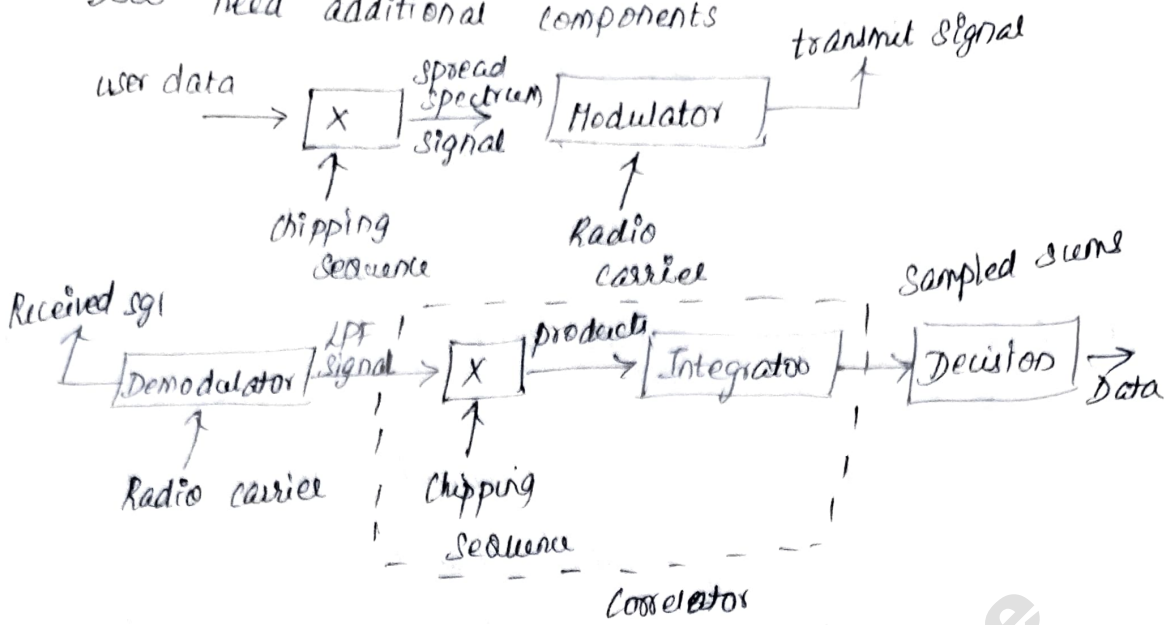 need additional components
transmit signal
user data
spread
spectrum
signal
X
Modulator
Chipping
sequence
Radio
carrier
Received sgl
LPF
signal
products
Sampled sums
Demodulator
X
Integrator
Decision
Data
Radio carrier
Chipping
sequence
Correlator